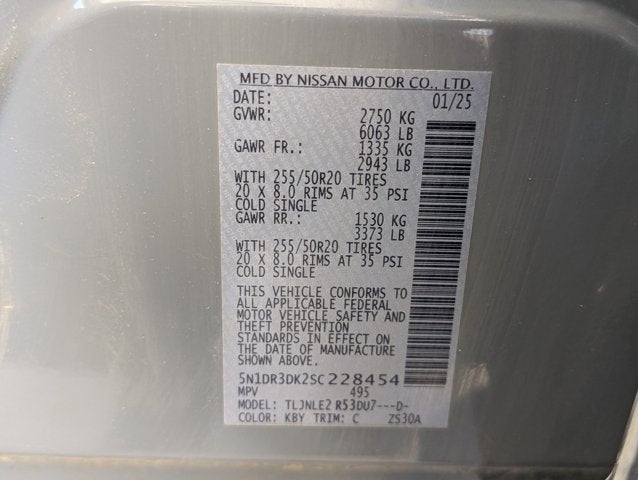 MFD BY NISSAN MOTOR CO., LTD.
DATE: 01/25
GVWR: 2750 KG
6063 LB
GAWR FR.: 1335 KG
2943 LB
WITH 255/50R20 TIRES
20 X 8.0 RIMS AT 35 PSI
COLD SINGLE
GAWR RR.: 1530 KG
3373 LB
WITH 255/50R20 TIRES
20 X 8.0 RIMS AT 35 PSI
COLD SINGLE
THIS VEHICLE CONFORMS TO
ALL APPLICABLE FEDERAL
MOTOR VEHICLE SAFETY AND
THEFT PREVENTION
STANDARDS IN EFFECT ON
THE DATE OF MANUFACTURE
SHOWN ABOVE.
5N1DR3DK2SC228454
MPV 495
MODEL: TLJNLE2 R53DU7---D-
COLOR: KBY TRIM: C ZS30A